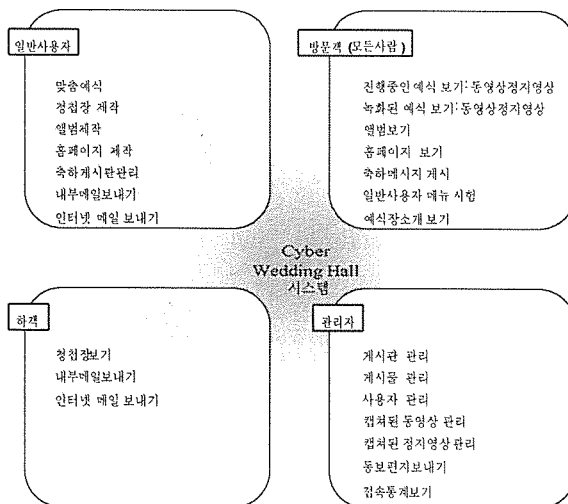 일반사용자
맞춤예식
청첩장 제작
앨범제작
홈페이지 제작
축하게시판관리
내부메일보내기
인터넷 메일 보내기
방문객 (모든사람)
진행중인 예식 보기:동영상정지영상
녹화된 예식 보기:동영상정지영상
앨범보기
홈페이지 보기
축하메시지 게시
일반사용자 메뉴 시험
예식장소개 보기
Cyber
Wedding Hall
시스템
하객
청첩장보기
내부메일보내기
인터넷 메일 보내기
관리자
게시판 관리
게시물 관리
사용자 관리
캡쳐된 동영상 관리
캡쳐된 정지영상 관리
동보편지보내기
접속통계보기